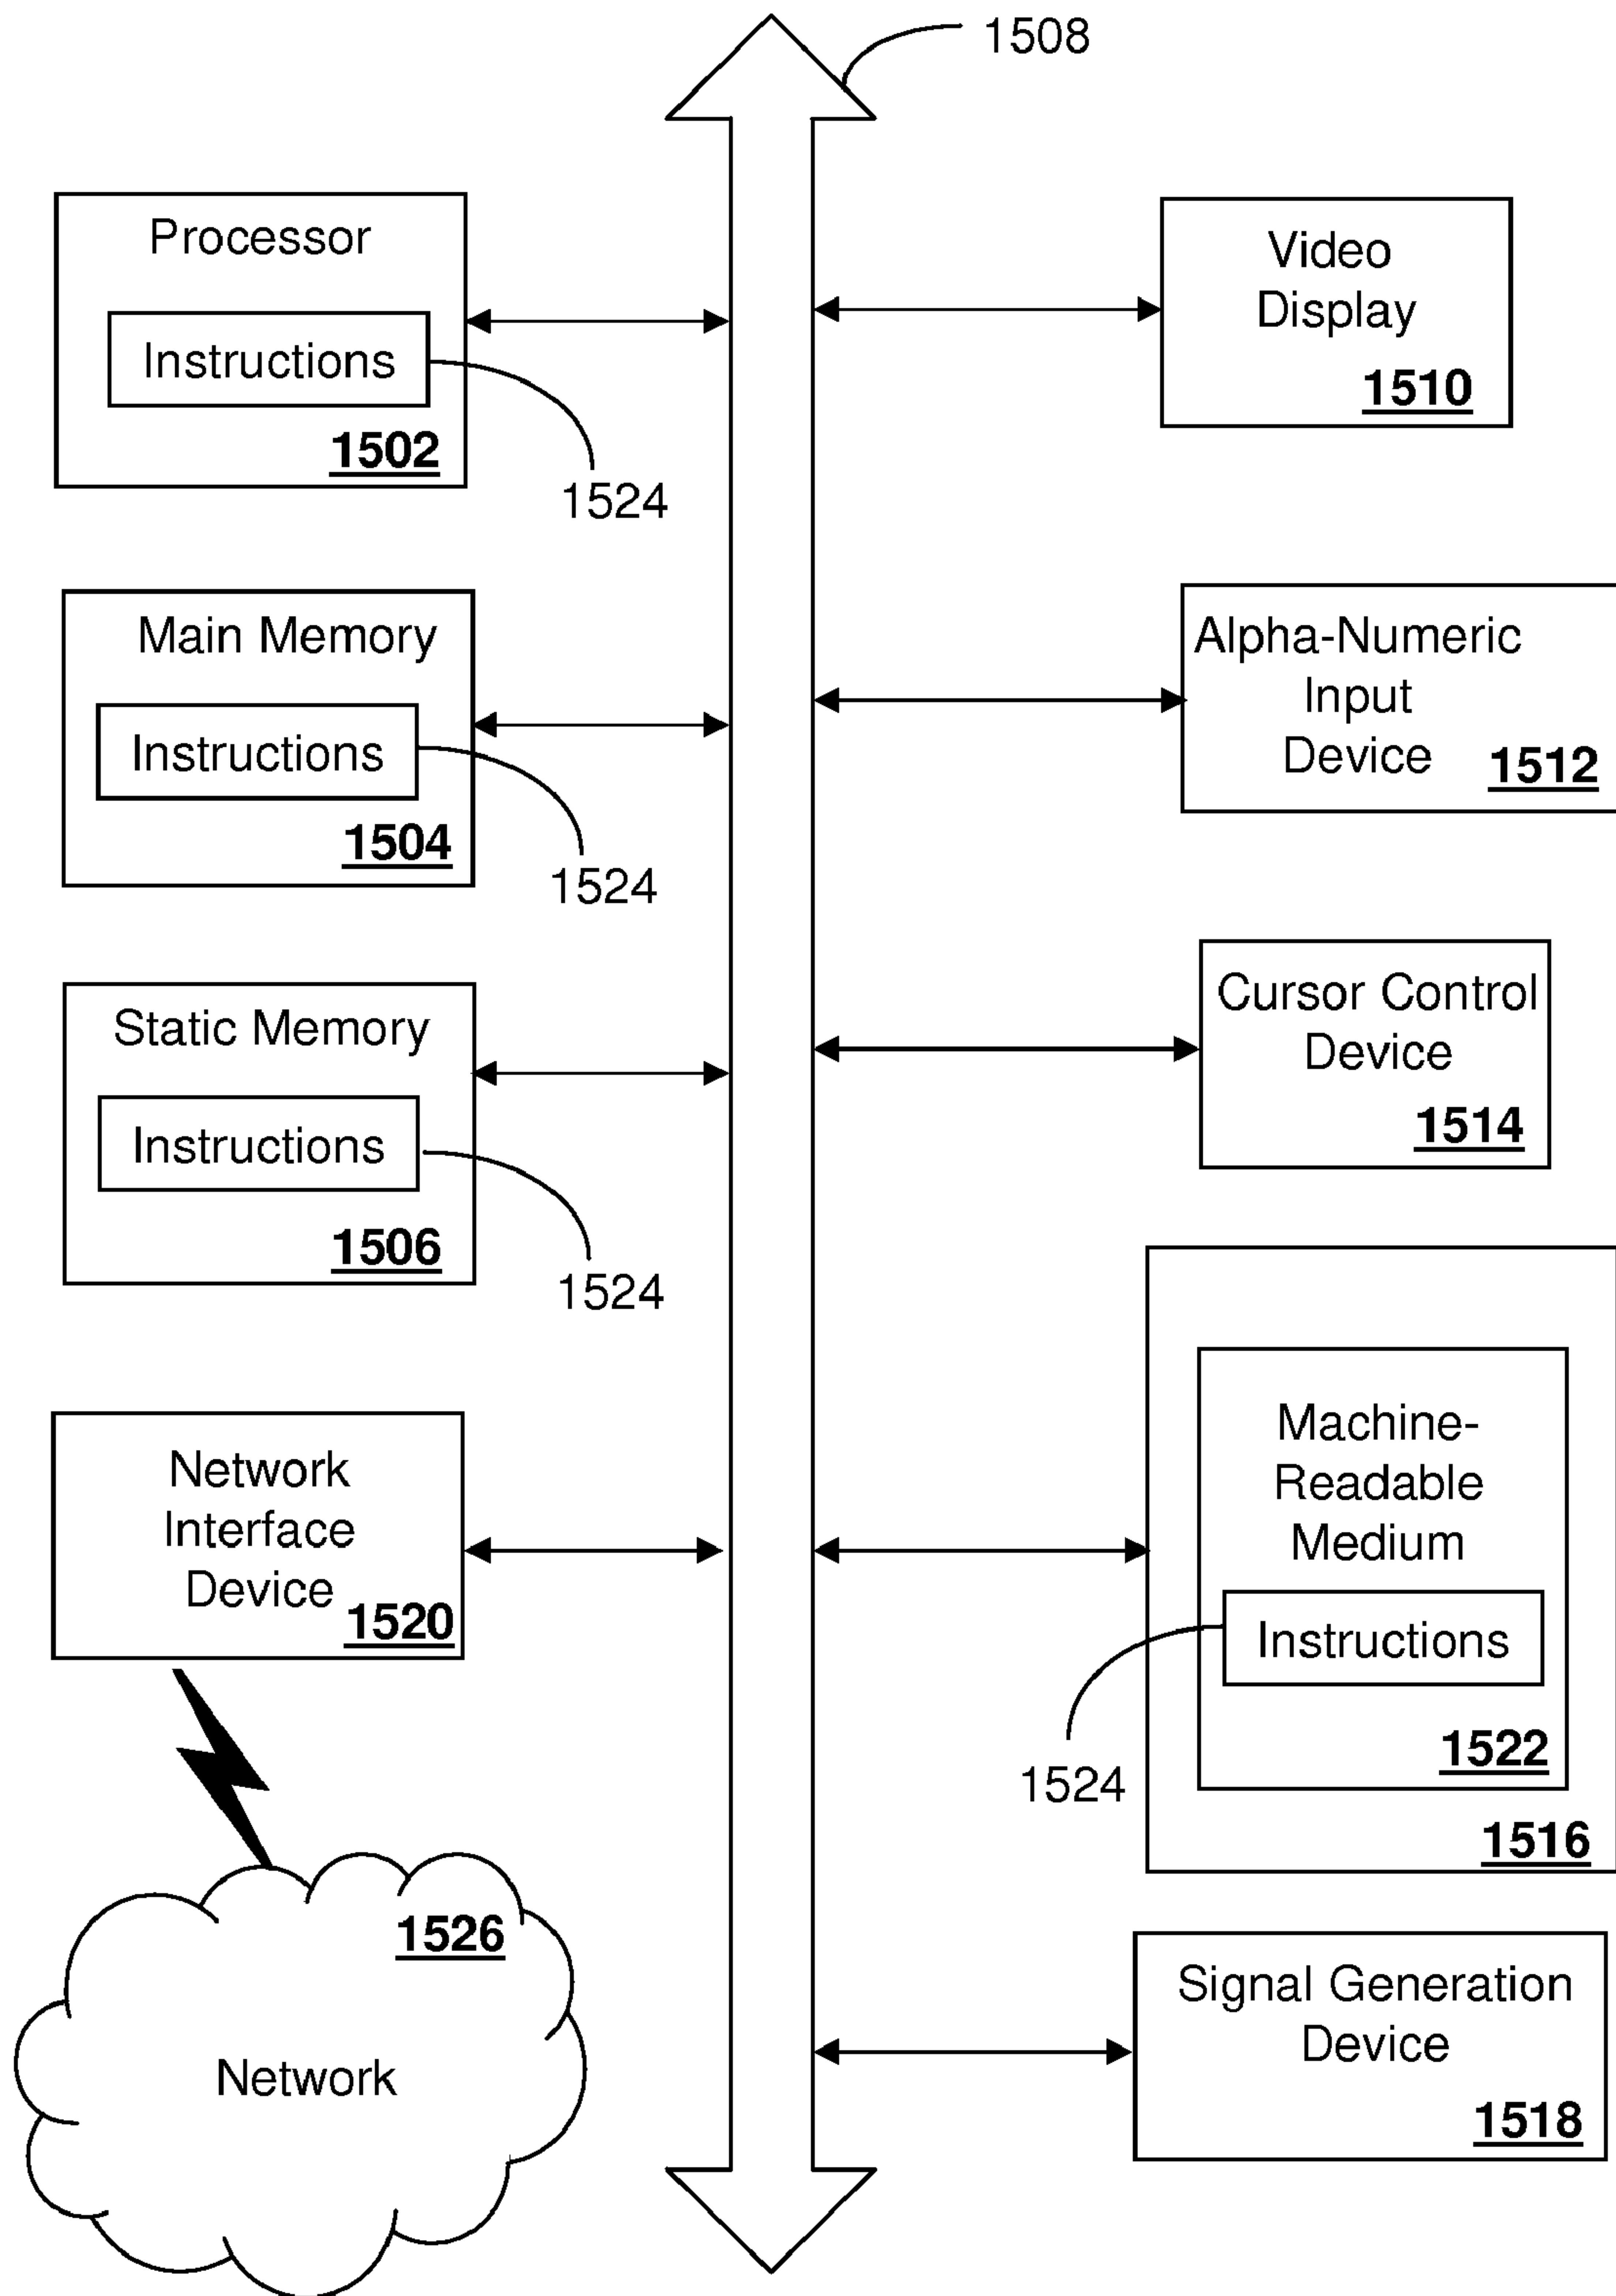 1508
Processor
Instructions
1502
1524
Main Memory
Instructions
1504
1524
Static Memory
Instructions
1506
1524
Network
Interface
Device
1520
1526
Network
Video
Display
1510
Alpha-Numeric
Input
Device
1512
Cursor Control
Device
1514
Machine-
Readable
Medium
Instructions
1522
1524
1516
Signal Generation
Device
1518